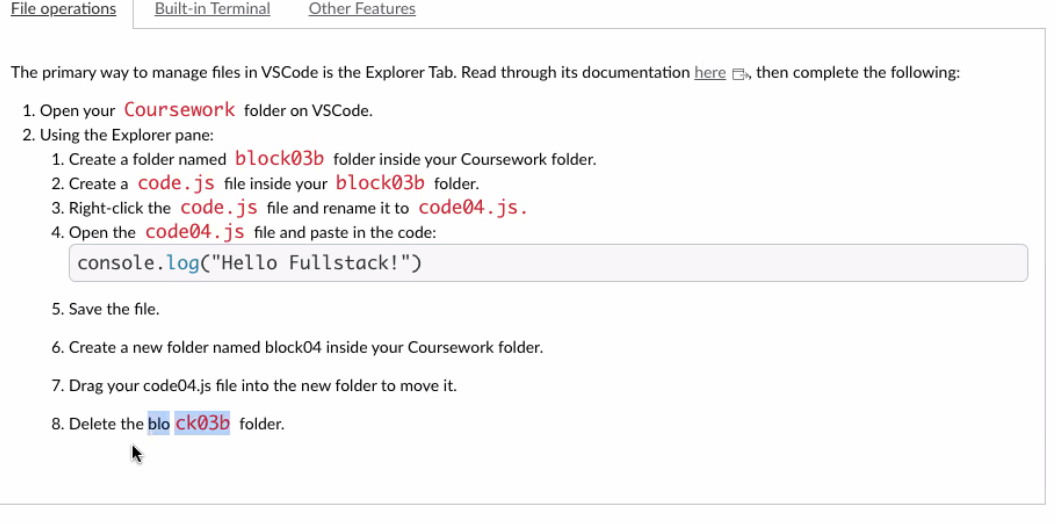 File operations Built-in Terminal Other Features
The primary way to manage files in VSCode is the Explorer Tab. Read through its documentation here , then complete the following:
1. Open your Coursework folder on VSCode.
2. Using the Explorer pane:
1. Create a folder named block03b folder inside your Coursework folder.
2. Create a code.js file inside your block03b folder.
3. Right-click the code.js file and rename it to code04.js.
4. Open the code04.js file and paste in the code:
console.log("Hello Fullstack!")
5. Save the file.
6. Create a new folder named block04 inside your Coursework folder.
7. Drag your code04.js file into the new folder to move it.
8. Delete the blo ck03b folder.